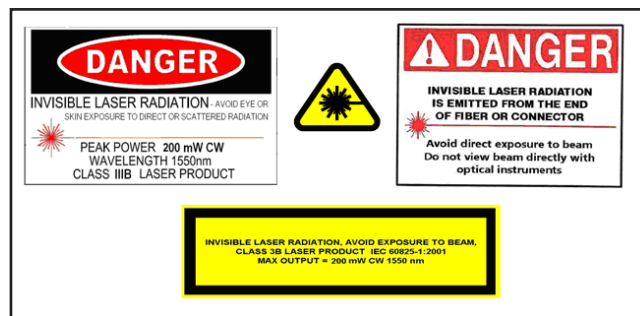 DANGER
INVISIBLE LASER RADIATION - AVOID EYE OR
SKIN EXPOSURE TO DIRECT OR SCATTERED RADIATION
PEAK POWER 200 mW CW
WAVELENGTH 1550nm
CLASS IIIB LASER PRODUCT
DANGER
INVISIBLE LASER RADIATION
IS EMITTED FROM THE END
OF FIBER OR CONNECTOR
Avoid direct exposure to beam
Do not view beam directly with
optical instruments
INVISIBLE LASER RADIATION, AVOID EXPOSURE TO BEAM,
CLASS 3B LASER PRODUCT IEC 60825-1:2001
MAX OUTPUT = 200 mW CW 1550 nm